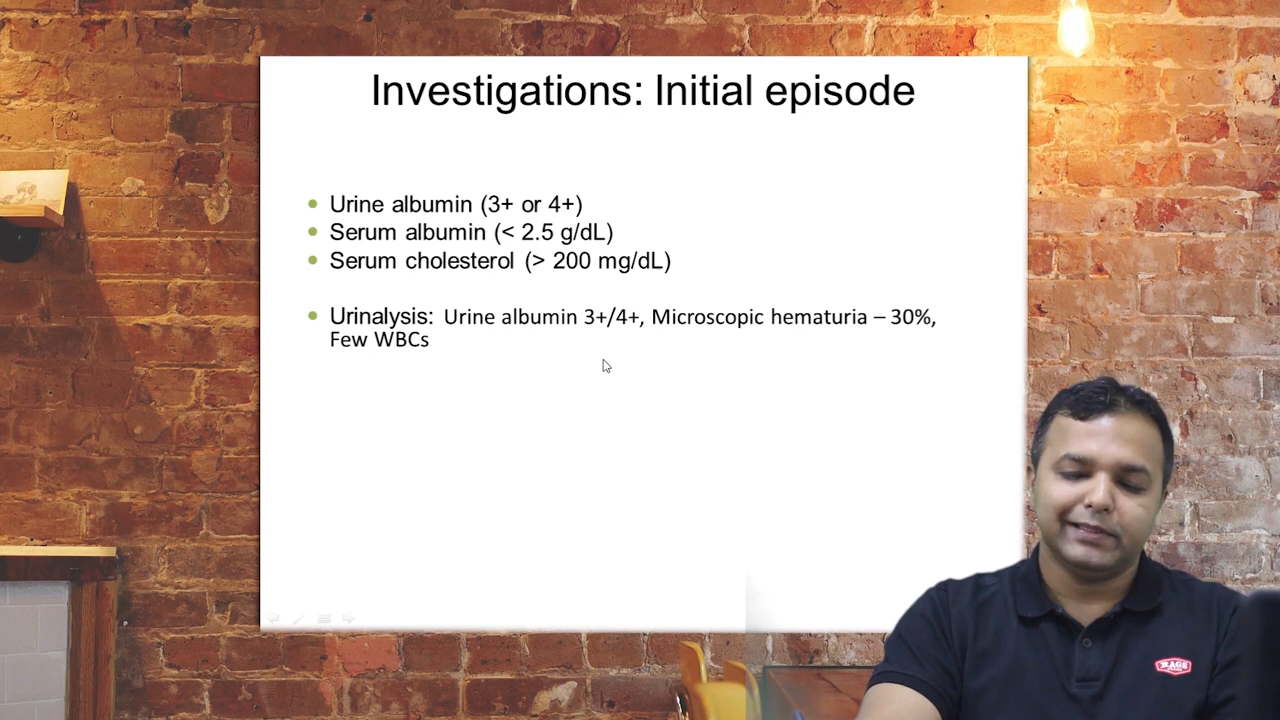 Investigations: Initial episode
• Urine albumin (3+ or 4+)
• Serum albumin (< 2.5 g/dL)
• Serum cholesterol (> 200 mg/dL)
• Urinalysis: Urine albumin 3+/4+, Microscopic hematuria – 30%,
Few WBCs